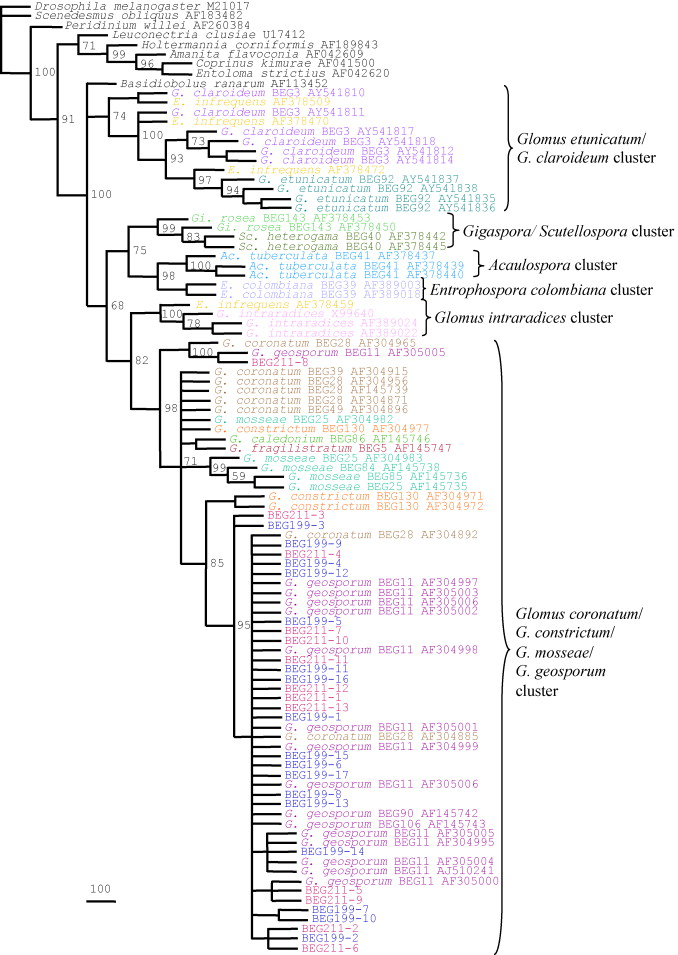 Drosophila melanogaster M21017
Scenedesmus obliquus AF183482
Peridinium willei AF260384
Leuconectria clusiae U17412
71
Holtermannia corniformis AF189843
99
Amanita flavoconia AF042609
96
Coprinus kimurae AF041500
100
Entoloma strictius AF042620
Basidiobolus ranarum AF113452
G. claroideum BEG3 AY541810
E. infrequens AF378509
74
G. claroideum BEG3 AY541811
91
E. infrequens AF378470
100
G. claroideum BEG3 AY541817
73
G. claroideum BEG3 AY541818
Glomus etunicatum/
G. claroideum BEG3 AY541812
G. claroideum cluster
93
G. claroideum BEG3 AY541814
E. infrequens AF378472
97
G. etunicatum BEG92 AY541837
94
G. etunicatum BEG92 AY541838
100
G. etunicatum BEG92 AY541835
G. etunicatum BEG92 AY541836
Gi. rosea BEG143 AF378453
99
Gi. rosea BEG143 AF378450
Gigaspora/ Scutellospora cluster
83
Sc. heterogama BEG40 AF378442
75
Sc. heterogama BEG40 AF378445
Ac. tuberculata BEG41 AF378437
100
Ac. tuberculata BEG41 AF378439
Acaulospora cluster
98
Ac. tuberculata BEG41 AF378440
E. colombiana BEG39 AF389003
Entrophospora colombiana cluster
E. colombiana BEG39 AF389018
68
E. infrequens AF378459
100
G. intraradices X99640
Glomus intraradices cluster
78
G. intraradices AF389024
G. intraradices AF389022
G. coronatum BEG28 AF304965
100
G. geosporum BEG11 AF305005
82
BEG211-8
G. coronatum BEG39 AF304915
G. coronatum BEG28 AF304956
G. coronatum BEG28 AF145739
G. coronatum BEG28 AF304871
98
G. coronatum BEG49 AF304896
G. mosseae BEG25 AF304982
G. constrictum BEG130 AF304977
G. caledonium BEG86 AF145746
G. fragilistratum BEG5 AF145747
71
G. mosseae BEG25 AF304983
99
G. mosseae BEG84 AF145738
59
G. mosseae BEG85 AF145736
G. mosseae BEG25 AF145735
G. constrictum BEG130 AF304971
G. constrictum BEG130 AF304972
BEG211-3
BEG199-3
G. coronatum BEG28 AF304892
BEG199-9
BEG211-4
85
BEG199-4
BEG199-12
G. geosporum BEG11 AF304997
G. geosporum BEG11 AF305003
G. geosporum BEG11 AF305006
G. geosporum BEG11 AF305002
Glomus coronatum/
BEG199-5
95
BEG211-7
G. constrictum/
BEG211-10
G. geosporum BEG11 AF304998
G. mosseae/
BEG211-11
BEG199-11
G. geosporum
BEG199-16
BEG211-12
cluster
BEG211-1
BEG211-13
BEG199-1
G. geosporum BEG11 AF305001
G. coronatum BEG28 AF304885
G. geosporum BEG11 AF304999
BEG199-15
BEG199-6
BEG199-17
G. geosporum BEG11 AF305006
BEG199-8
BEG199-13
G. geosporum BEG90 AF145742
G. geosporum BEG106 AF145743
G. geosporum BEG11 AF305005
G. geosporum BEG11 AF304995
BEG199-14
G. geosporum BEG11 AF305004
G. geosporum BEG11 AJ510241
G. geosporum BEG11 AF305000
BEG211-5
100
BEG211-9
BEG199-7
BEG199-10
BEG211-2
BEG199-2
BEG211-6